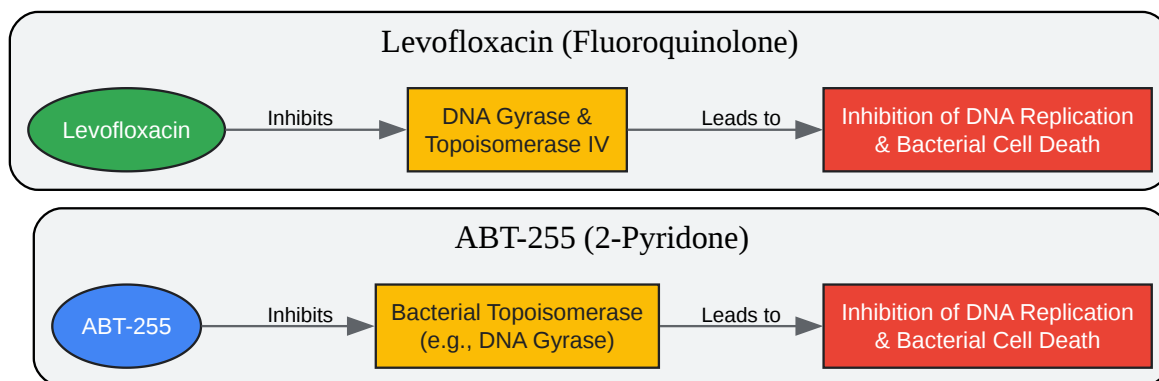 Levofloxacin (Fluoroquinolone)
Levofloxacin
Inhibits
DNA Gyrase &
Topoisomerase IV
Leads to
Inhibition of DNA Replication
& Bacterial Cell Death
ABT-255 (2-Pyridone)
ABT-255
Inhibits
Bacterial Topoisomerase
(e.g., DNA Gyrase)
Leads to
Inhibition of DNA Replication
& Bacterial Cell Death